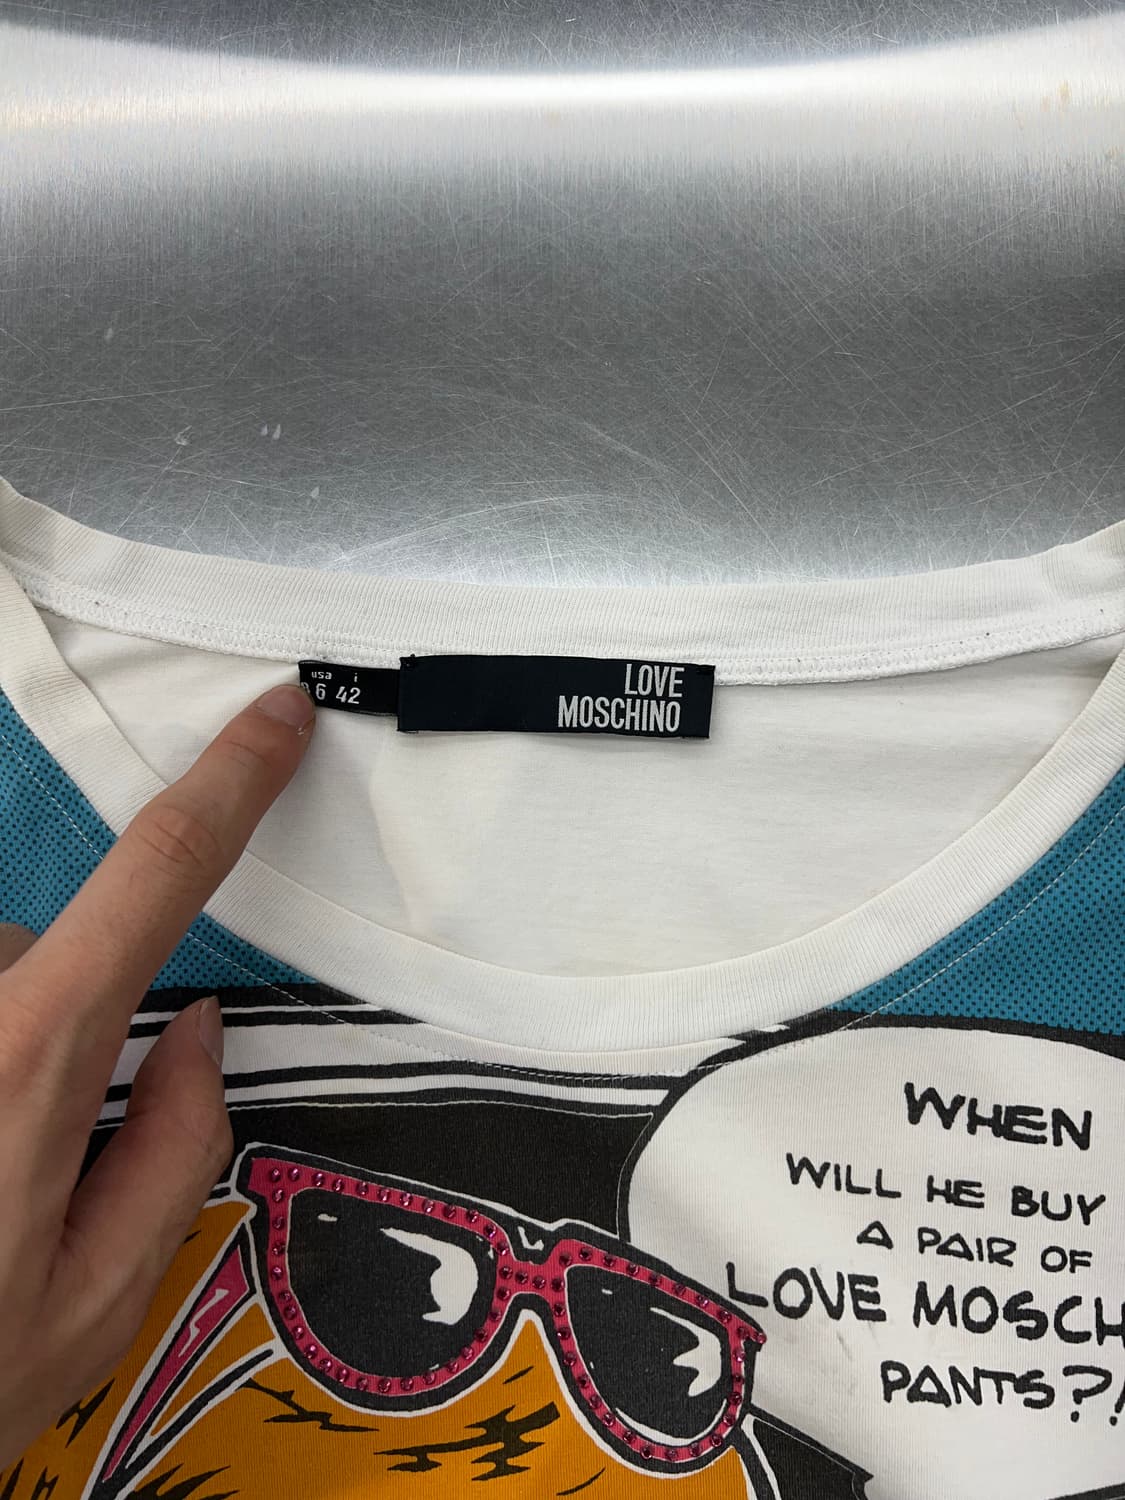 usa i
6 42
LOVE
MOSCHINO
WHEN
WILL HE BUY
A PAIR OF
LOVE MOSCH
PANTS?!